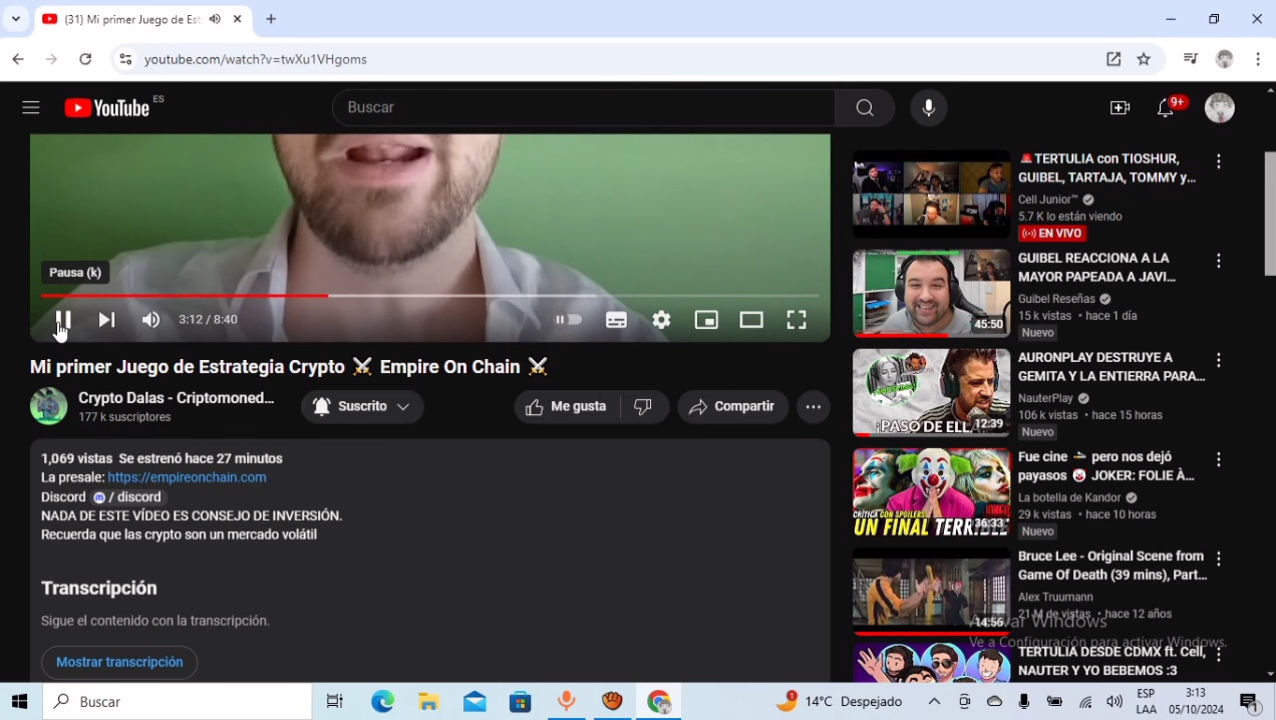 (31) Mi primer Juego de Est
youtube.com/watch?v=twXu1VHgoms
YouTube ES
Buscar
9+
Pausa (k)
3:12 / 8:40
Mi primer Juego de Estrategia Crypto ⚔️ Empire On Chain ⚔️
Crypto Dalas - Criptomoned...
177 k suscriptores
Suscrito
Me gusta
Compartir
1,069 vistas Se estrenó hace 27 minutos
La presale: https://empireonchain.com
Discord / discord
NADA DE ESTE VÍDEO ES CONSEJO DE INVERSIÓN.
Recuerda que las crypto son un mercado volátil
Transcripción
Sigue el contenido con la transcripción.
Mostrar transcripción
🚨TERTULIA con TIOSHUR,
GUIBEL, TARTAJA, TOMMY y...
Cell Junior™
5.7 K lo están viendo
EN VIVO
GUIBEL REACCIONA A LA
MAYOR PAPEADA A JAVI...
Guibel Reseñas
15 k vistas • hace 1 día
Nuevo
45:50
AURONPLAY DESTRUYE A
GEMITA Y LA ENTIERRA PARA...
NauterPlay
106 k vistas • hace 15 horas
Nuevo
¡PASO DE ELLA
12:39
Fue cine 🚬 pero nos dejó
payasos 🤡 JOKER: FOLIE À...
La botella de Kandor
29 k vistas • hace 10 horas
Nuevo
CRÍTICA CON SPOILERS
UN FINAL TERRIBLE
36:33
Bruce Lee - Original Scene from
Game Of Death (39 mins), Part...
Alex Truumann
21 M de vistas • hace 12 años
14:56
Activar Windows
Ve a Configuración para activar Windows.
TERTULIA DESDE CDMX ft. Cell,
NAUTER Y YO BEBEMOS :3
Buscar
1
14°C Despejado
ESP
LAA
3:13
05/10/2024
1